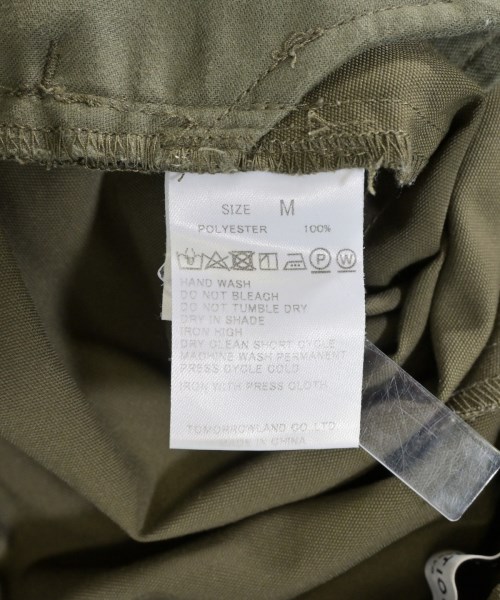 SIZE M
POLYESTER 100%
P W
HAND WASH
DO NOT BLEACH
DO NOT TUMBLE DRY
DRY IN SHADE
IRON HIGH
DRY CLEAN SHORT CYCLE
MACHINE WASH PERMANENT
PRESS CYCLE COLD
IRON WITH PRESS CLOTH
TOMORROWLAND CO.,LTD.
MADE IN CHINA